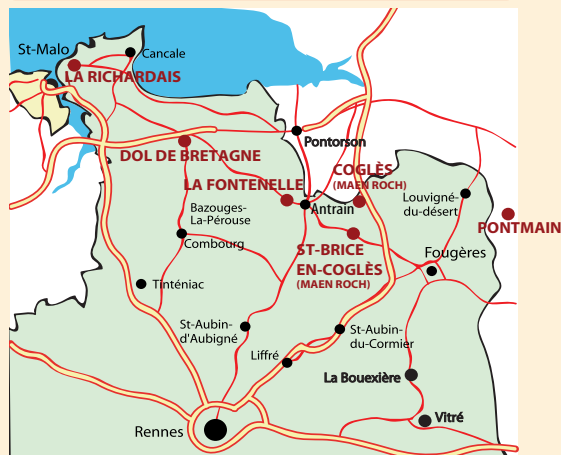 St-Malo
Cancale
LA RICHARDAIS
Pontorson
DOL DE BRETAGNE
COGLÈS
(MAEN ROCH)
LA FONTENELLE
Louvigné-
du-désert
Bazouges-
La-Pérouse
Antrain
PONTMAIN
Combourg
ST-BRICE
EN-COGLÈS
(MAEN ROCH)
Fougères
Tinténiac
St-Aubin-
d'Aubigné
St-Aubin-
du-Cormier
Liffré
La Bouexière
Vitré
Rennes